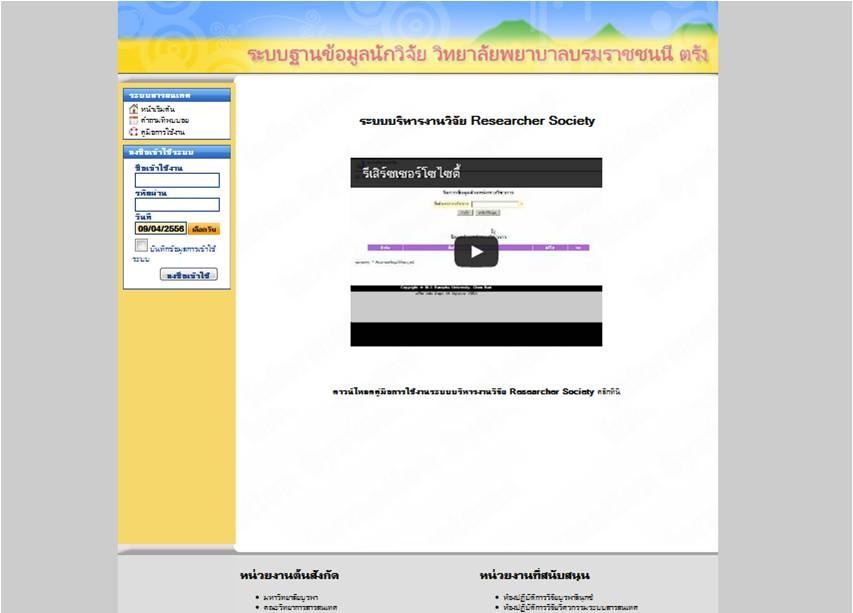 ระบบฐานข้อมูลนักวิจัย วิทยาลัยพยาบาลบรมราชชนนี ตรัง
ระบบสารสนเทศ
หน้าเริ่มต้น
คำถามที่พบบ่อย
คู่มือการใช้งาน
ลงชื่อเข้าใช้ระบบ
ชื่อเข้าใช้งาน
รหัสผ่าน
วันที่
09/04/2556 เลือกวัน
บันทึกข้อมูลการเข้าใช้
ระบบ
ลงชื่อเข้าใช้
ระบบบริหารงานวิจัย Researcher Society
รีเสิร์ซเชอร์โซไซตี้
ดาวน์โหลดคู่มือการใช้งานระบบบริหารงานวิจัย Researcher Society คลิกที่นี่
หน่วยงานต้นสังกัด
มหาวิทยาลัยบูรพา
คณะวิทยาการสารสนเทศ
หน่วยงานที่สนับสนุน
ห้องปฏิบัติการวิจัยบูรพาลีนุกซ์
ห้องปฏิบัติการวิจัยวิศวกรรมระบบสารสนเทศ